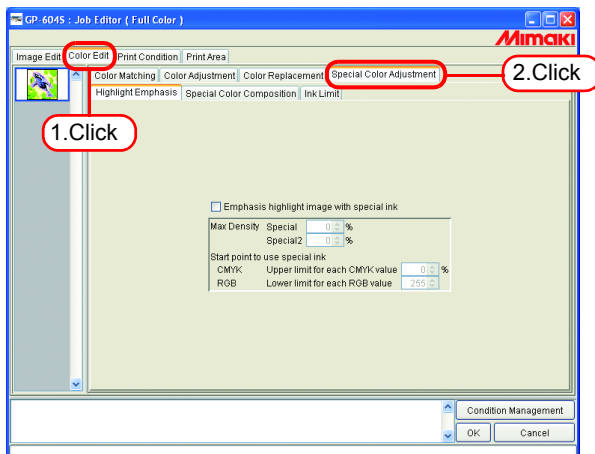 GP-604S : Job Editor ( Full Color )
Mimaki
Image Edit Color Edit Print Condition Print Area
Color Matching Color Adjustment Color Replacement Special Color Adjustment
2.Click
Highlight Emphasis Special Color Composition Ink Limit
1.Click
Emphasis highlight image with special ink
Max Density Special 0 %
Special2 0 %
Start point to use special ink
CMYK Upper limit for each CMYK value 0 %
RGB Lower limit for each RGB value 255
Condition Management
OK Cancel